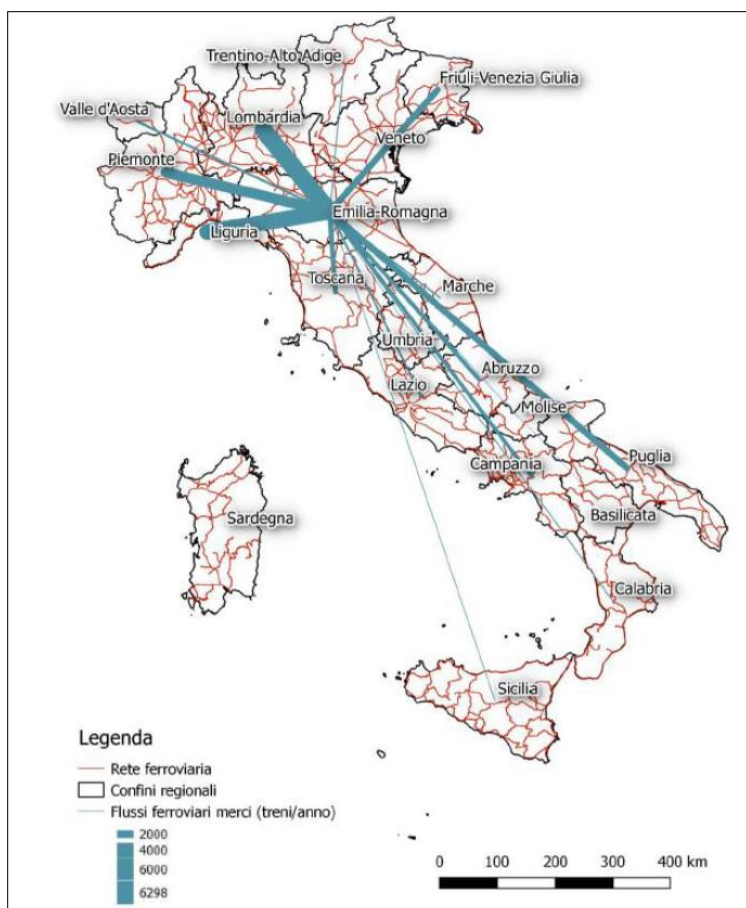 Trentino-Alto Adige
Friuli-Venezia Giulia
Valle d'Aosta
Lombardia
Veneto
Piemonte
Emilia-Romagna
Liguria
Toscana
Marche
Umbria
Abruzzo
Lazio
Molise
Campania
Puglia
Sardegna
Basilicata
Calabria
Sicilia
Legenda
Rete ferroviaria
Confini regionali
Flussi ferroviari merci (treni/anno)
2000
4000
6000
6298
0 100 200 300 400 km